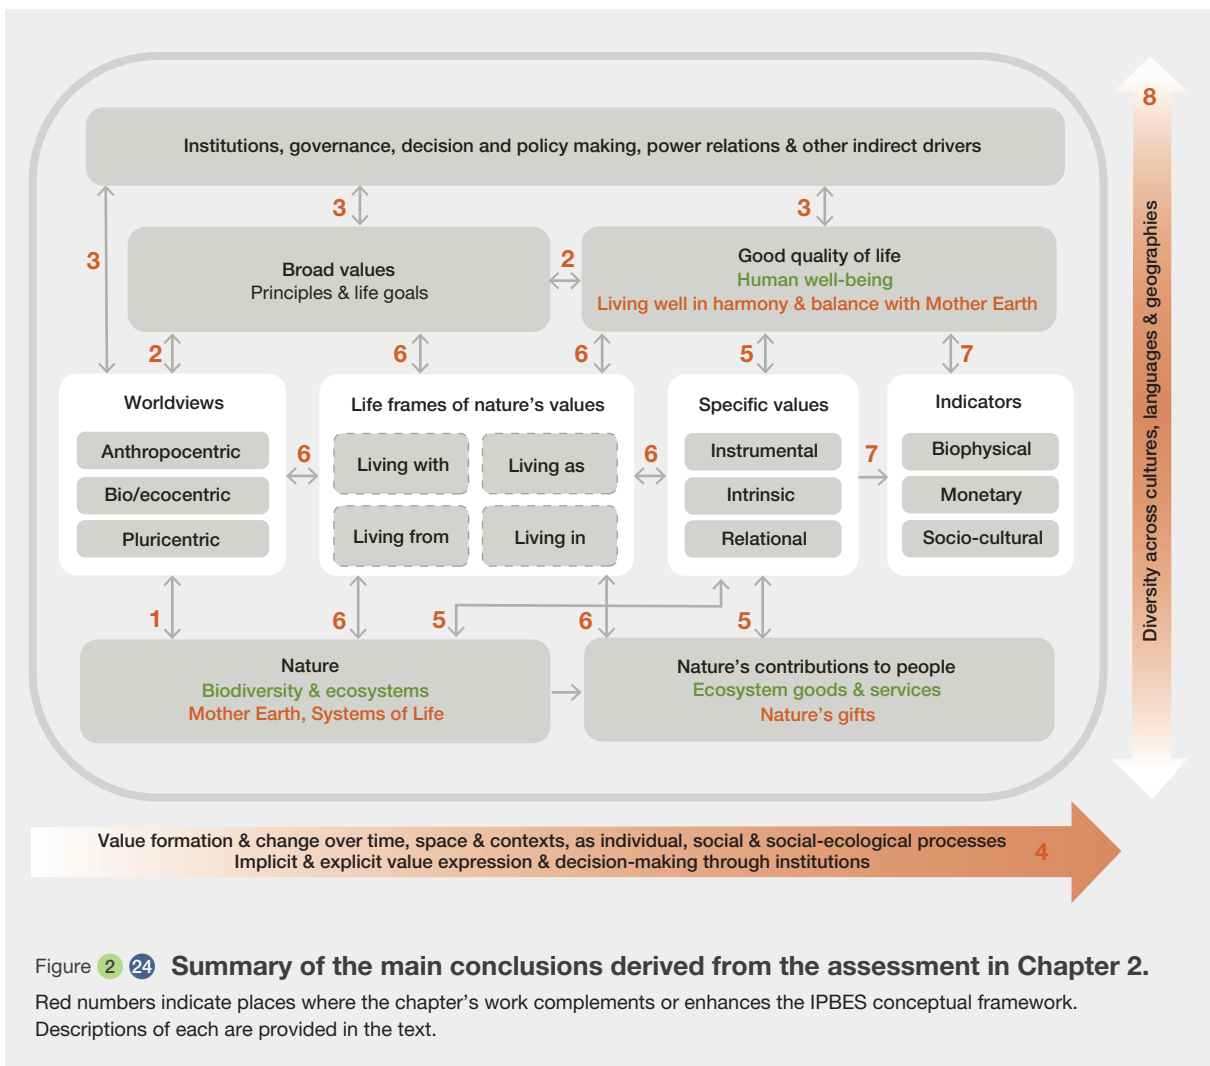 8
Institutions, governance, decision and policy making, power relations & other indirect drivers
3
3
3
Broad values
Principles & life goals
2
Good quality of life
Human well-being
Living well in harmony & balance with Mother Earth
2
6
6
5
7
Worldviews
Anthropocentric
Bio/ecocentric
Pluricentric
6
Life frames of nature's values
Living with
Living as
Living from
Living in
6
Specific values
Instrumental
Intrinsic
Relational
7
Indicators
Biophysical
Monetary
Socio-cultural
1
6
5
6
5
Nature
Biodiversity & ecosystems
Mother Earth, Systems of Life
Nature's contributions to people
Ecosystem goods & services
Nature's gifts
Diversity across cultures, languages & geographies
Value formation & change over time, space & contexts, as individual, social & social-ecological processes
Implicit & explicit value expression & decision-making through institutions
4
Figure 2 24 Summary of the main conclusions derived from the assessment in Chapter 2.
Red numbers indicate places where the chapter's work complements or enhances the IPBES conceptual framework.
Descriptions of each are provided in the text.